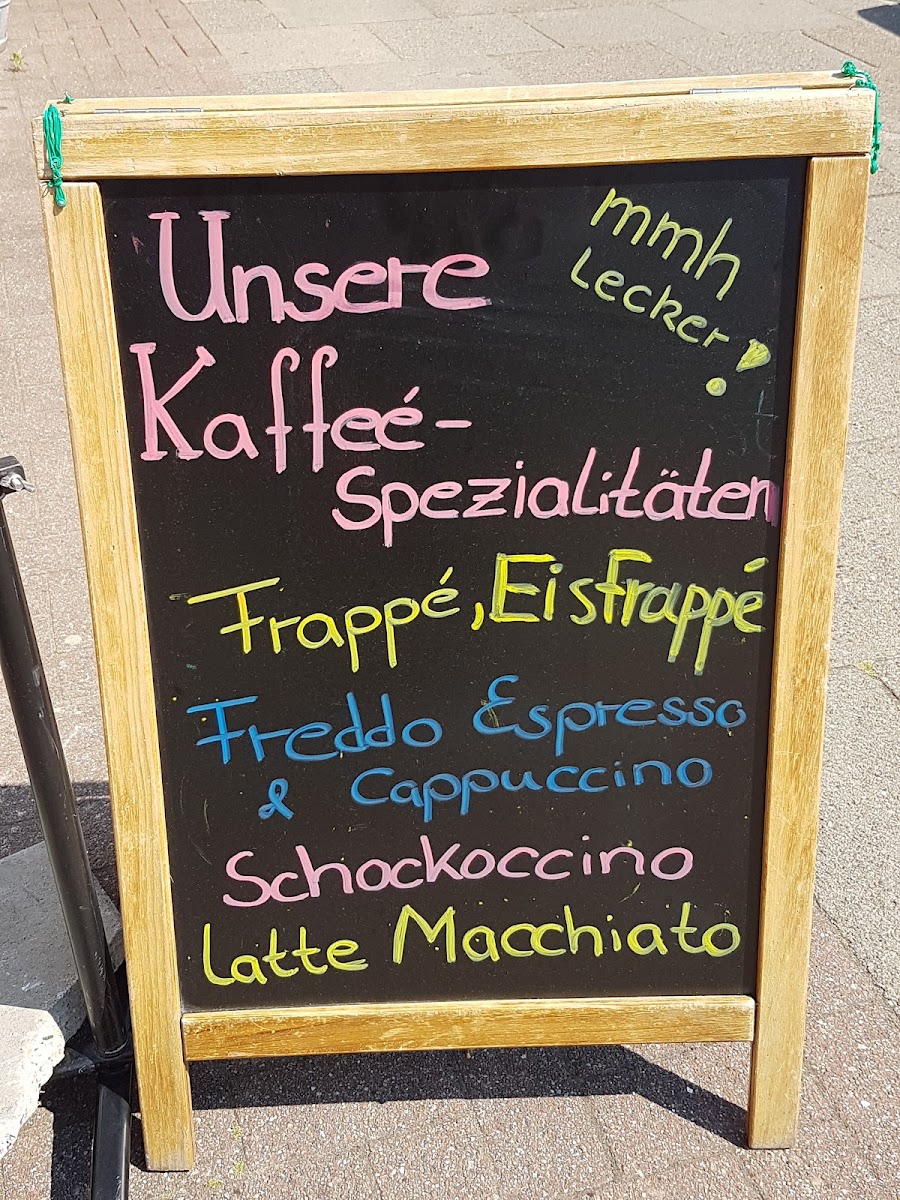 Unsere
mmh
Lecker!
Kaffeé-
Spezialitäten
Frappé, Eisfrappé
Freddo Espresso
& Cappuccino
Schockoccino
Latte Macchiato